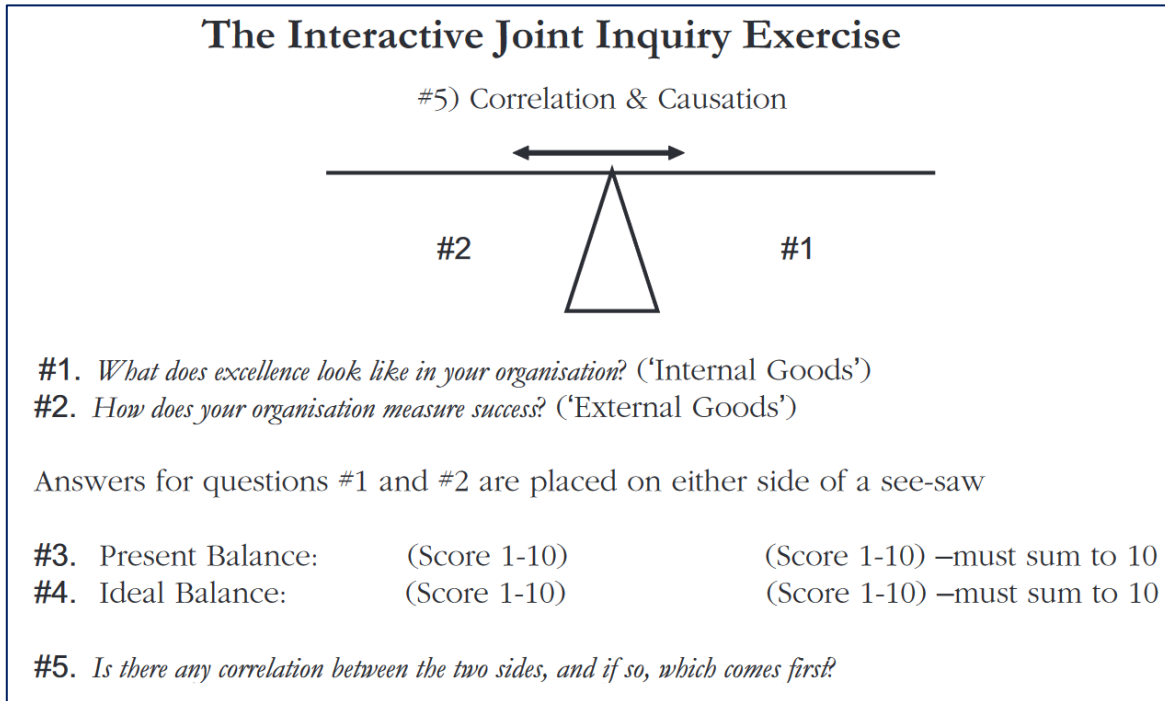 The Interactive Joint Inquiry Exercise
#5) Correlation & Causation
#2 #1
#1. What does excellence look like in your organisation? (‘Internal Goods’)
#2. How does your organisation measure success? (‘External Goods’)
Answers for questions #1 and #2 are placed on either side of a see-saw
#3. Present Balance: (Score 1-10) (Score 1-10) –must sum to 10
#4. Ideal Balance: (Score 1-10) (Score 1-10) –must sum to 10
#5. Is there any correlation between the two sides, and if so, which comes first?